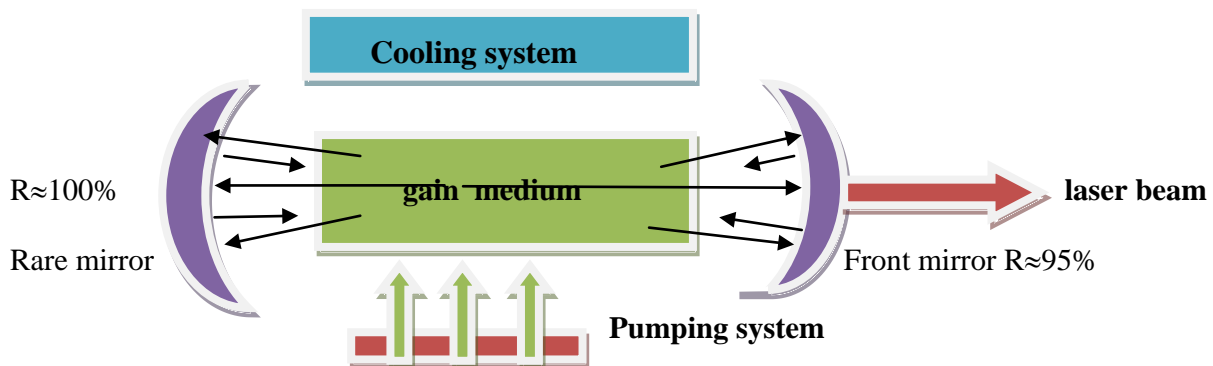 Cooling system
R≈100%
gain medium
laser beam
Rare mirror
Front mirror R≈95%
Pumping system